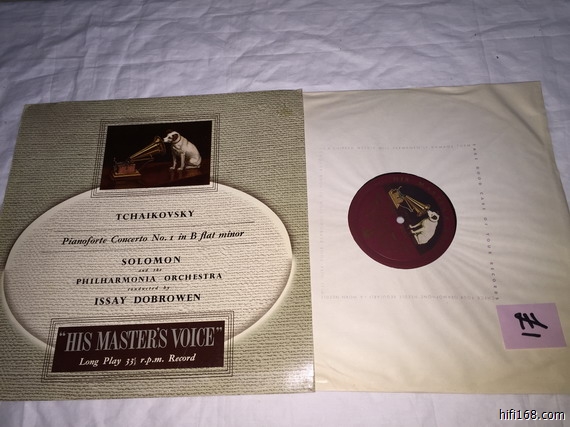 TCHAIKOVSKY
Pianoforte Concerto No. 1 in B flat minor
SOLOMON
and the
PHILHARMONIA ORCHESTRA
conducted by
ISSAY DOBROWEN
"HIS MASTER'S VOICE"
Long Play 33⅓ r.p.m. Record
17
hifi168.com